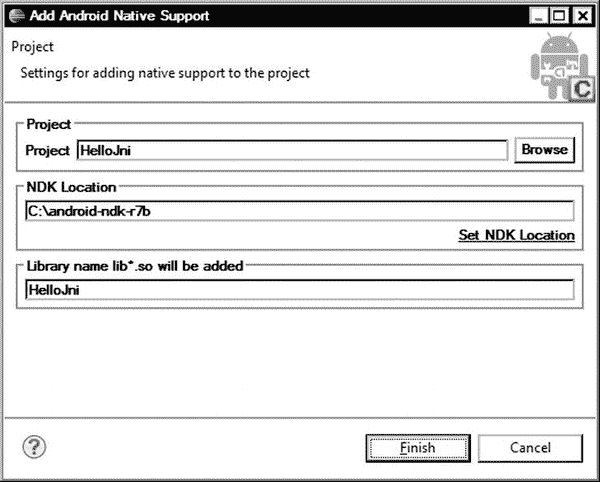 Add Android Native Support
Project
Settings for adding native support to the project
Project
Project HelloJni Browse
NDK Location
C:\android-ndk-r7b
Set NDK Location
Library name lib*.so will be added
HelloJni
? Finish Cancel